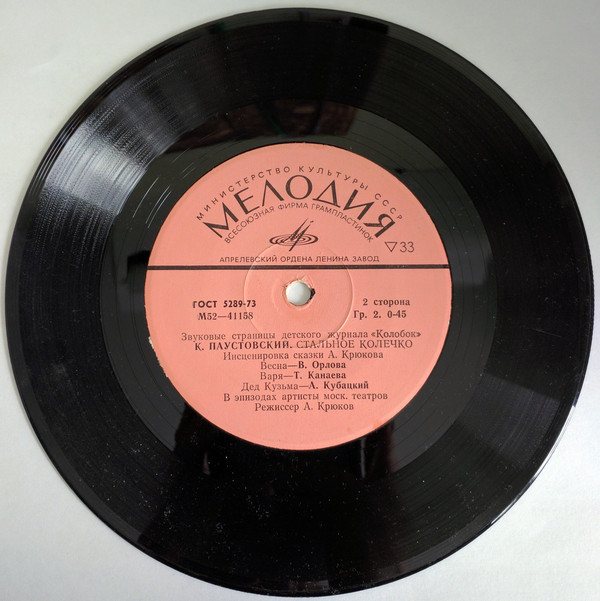 МИНИСТЕРСТВО КУЛЬТУРЫ СССР
МЕЛОДИЯ
ВСЕСОЮЗНАЯ ФИРМА ГРАМПЛАСТИНОК
▽33
АПРЕЛЕВСКИЙ ОРДЕНА ЛЕНИНА ЗАВОД
ГОСТ 5289-73 2 сторона
М52—41158 Гр. 2. 0-45
Звуковые страницы детского журнала «Колобок»
К. ПАУСТОВСКИЙ. СТАЛЬНОЕ КОЛЕЧКО
Инсценировка сказки А. Крюкова
Весна—В. Орлова
Варя—Т. Канаева
Дед Кузьма—А. Кубацкий
В эпизодах артисты моск. театров
Режиссер А. Крюков